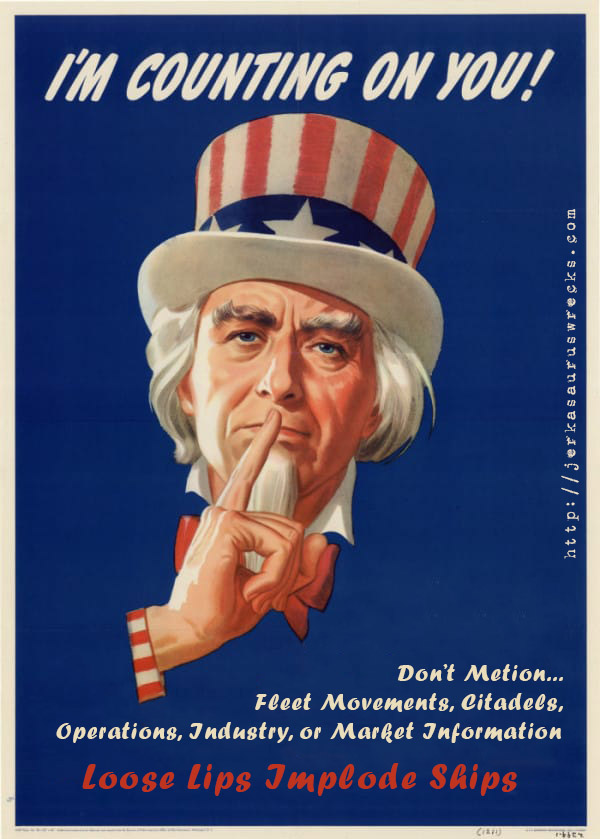 I'M COUNTING ON YOU!
http://jerkasauruswrecks.com
Don't Metion...
Fleet Movements, Citadels,
Operations, Industry, or Market Information
Loose Lips Implode Ships